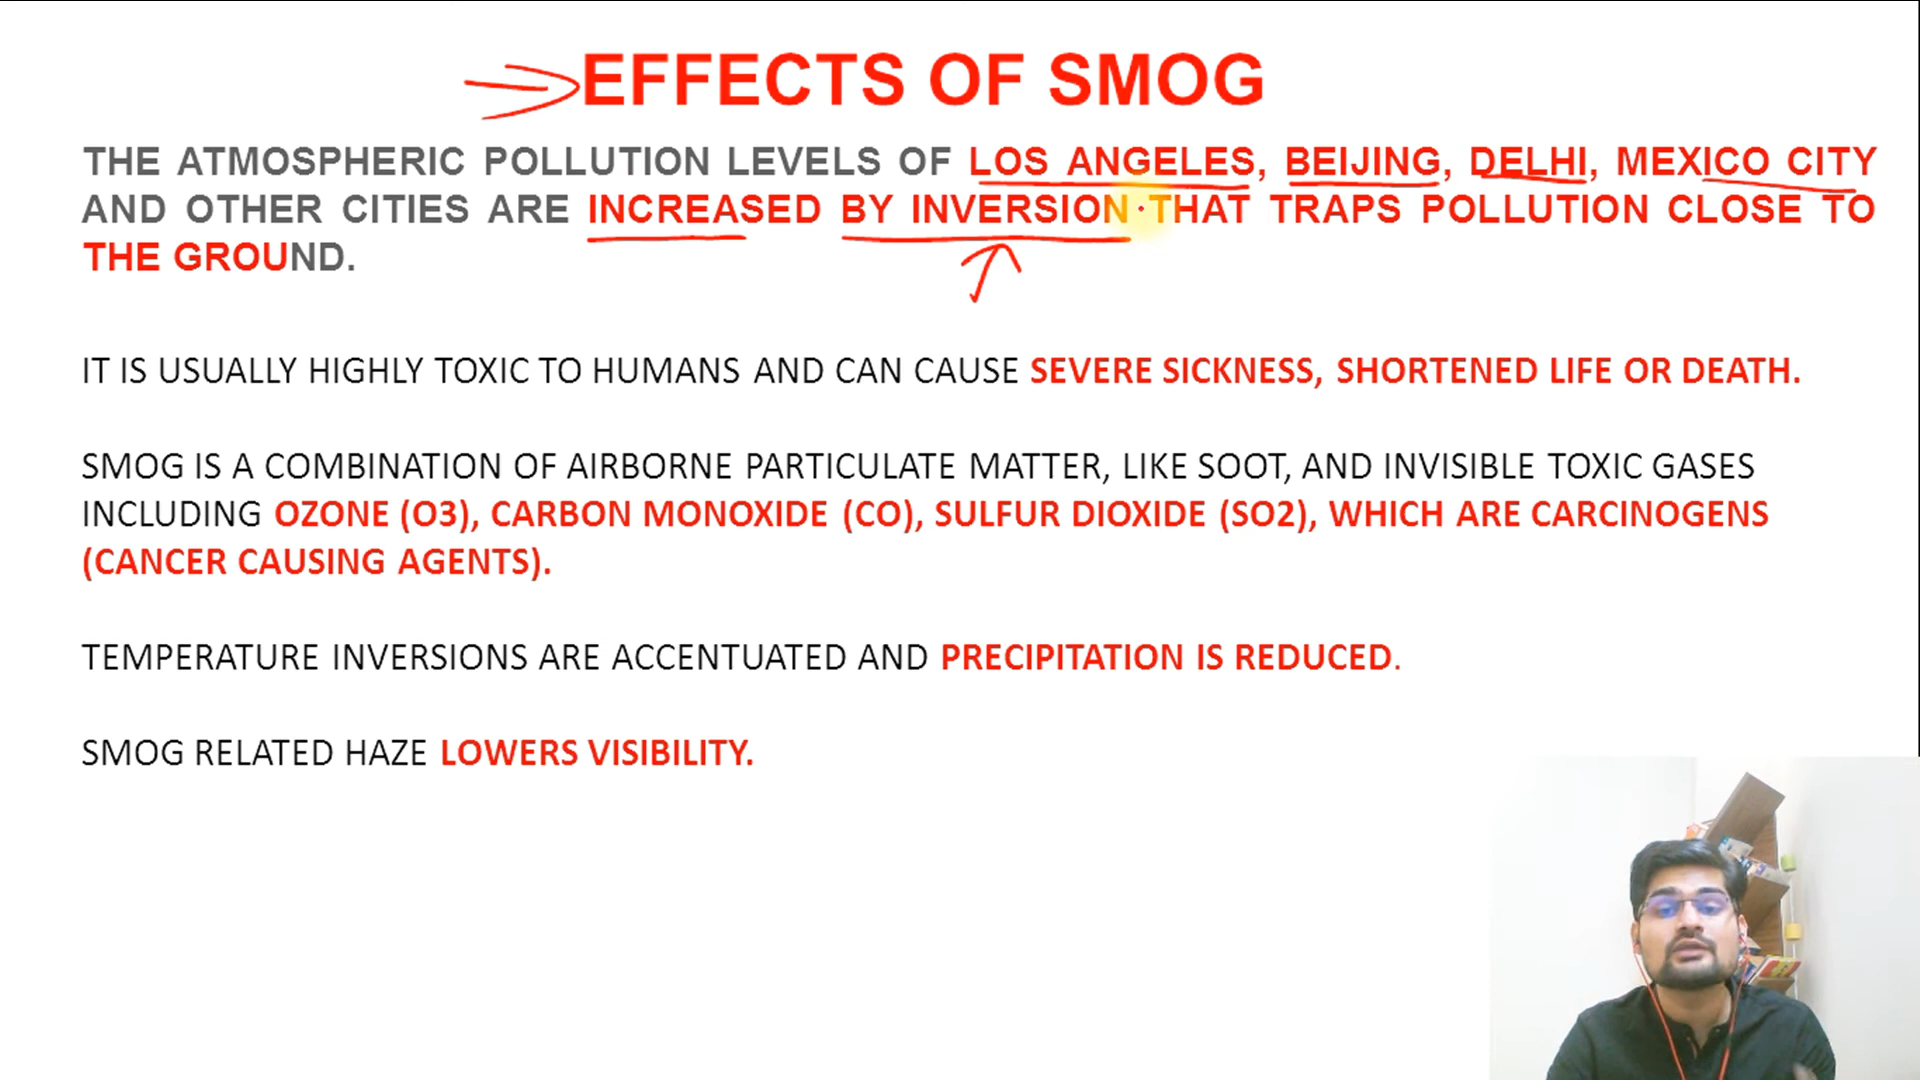 EFFECTS OF SMOG
THE ATMOSPHERIC POLLUTION LEVELS OF LOS ANGELES, BEIJING, DELHI, MEXICO CITY
AND OTHER CITIES ARE INCREASED BY INVERSION THAT TRAPS POLLUTION CLOSE TO
THE GROUND.
IT IS USUALLY HIGHLY TOXIC TO HUMANS AND CAN CAUSE SEVERE SICKNESS, SHORTENED LIFE OR DEATH.
SMOG IS A COMBINATION OF AIRBORNE PARTICULATE MATTER, LIKE SOOT, AND INVISIBLE TOXIC GASES
INCLUDING OZONE (O3), CARBON MONOXIDE (CO), SULFUR DIOXIDE (SO2), WHICH ARE CARCINOGENS
(CANCER CAUSING AGENTS).
TEMPERATURE INVERSIONS ARE ACCENTUATED AND PRECIPITATION IS REDUCED.
SMOG RELATED HAZE LOWERS VISIBILITY.